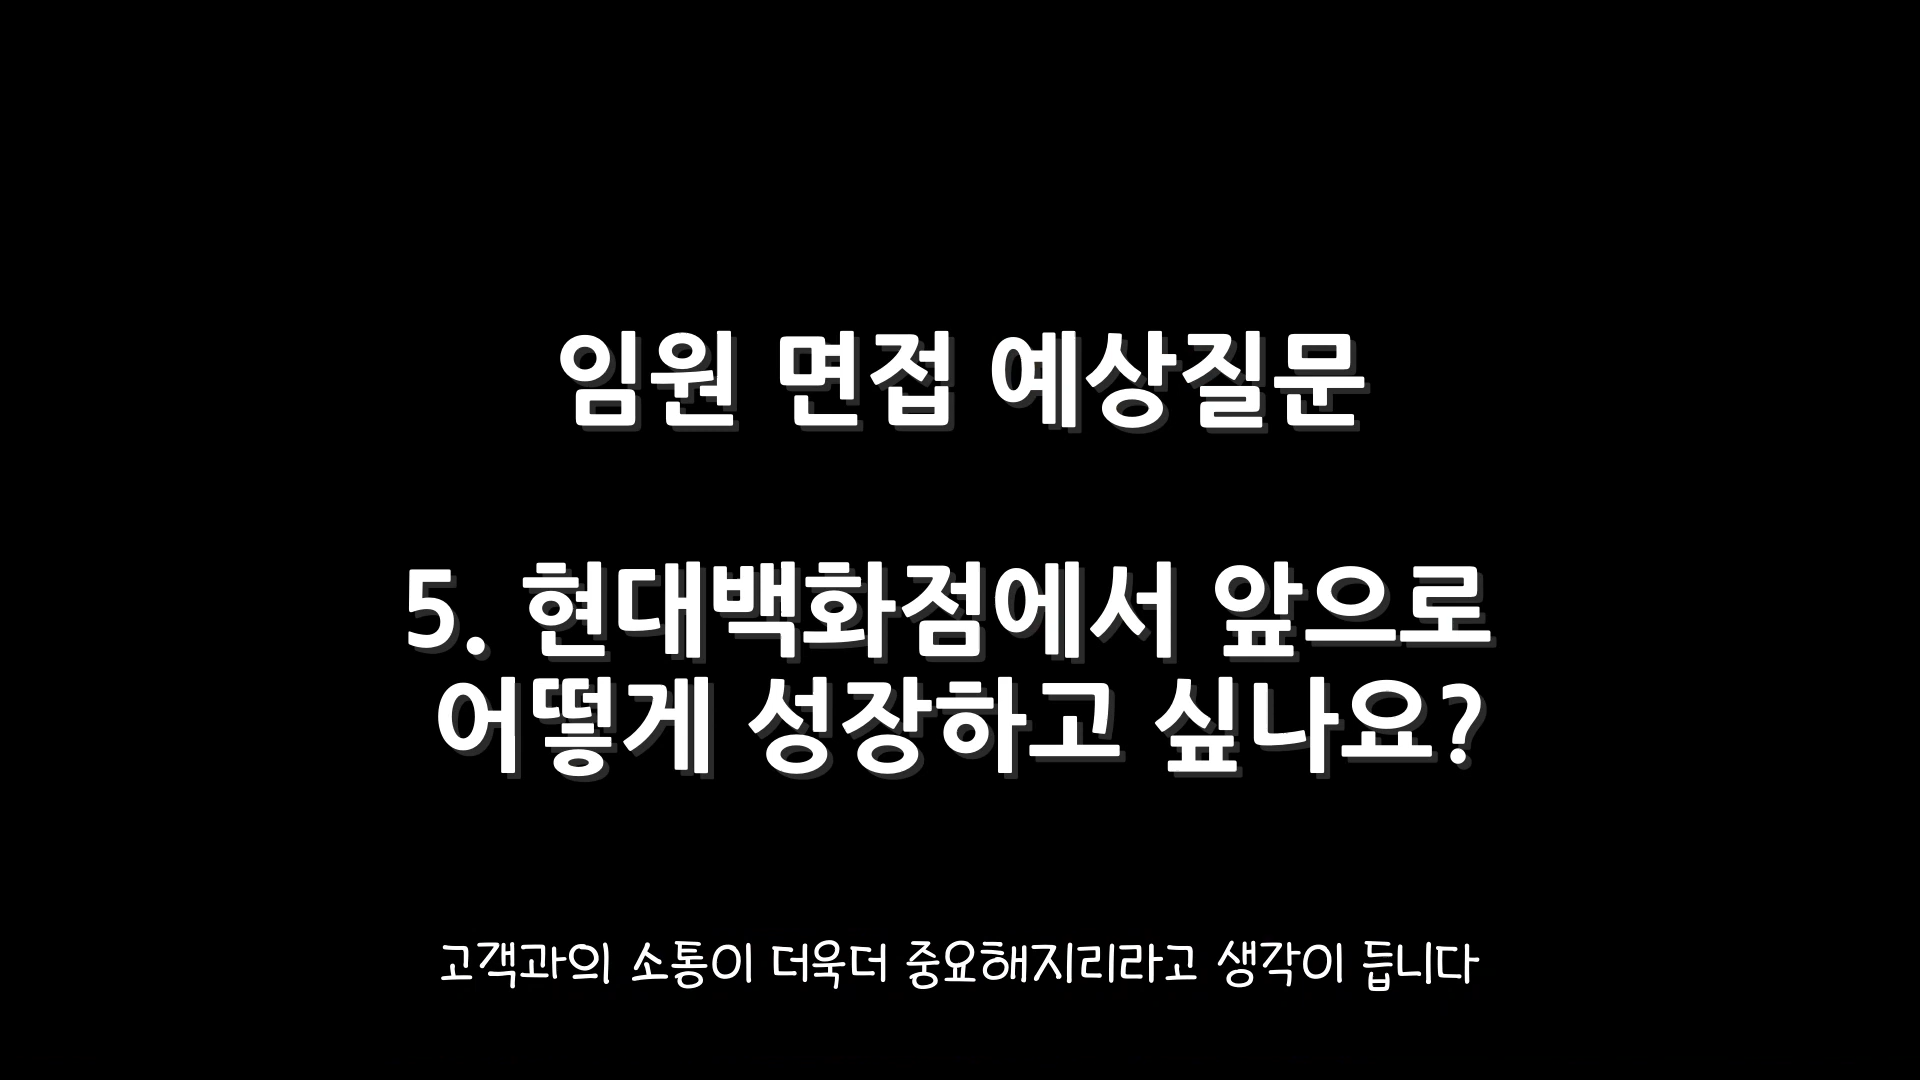 임원 면접 예상질문
5. 현대백화점에서 앞으로
어떻게 성장하고 싶나요?
고객과의 소통이 더욱더 중요해지리라고 생각이 듭니다